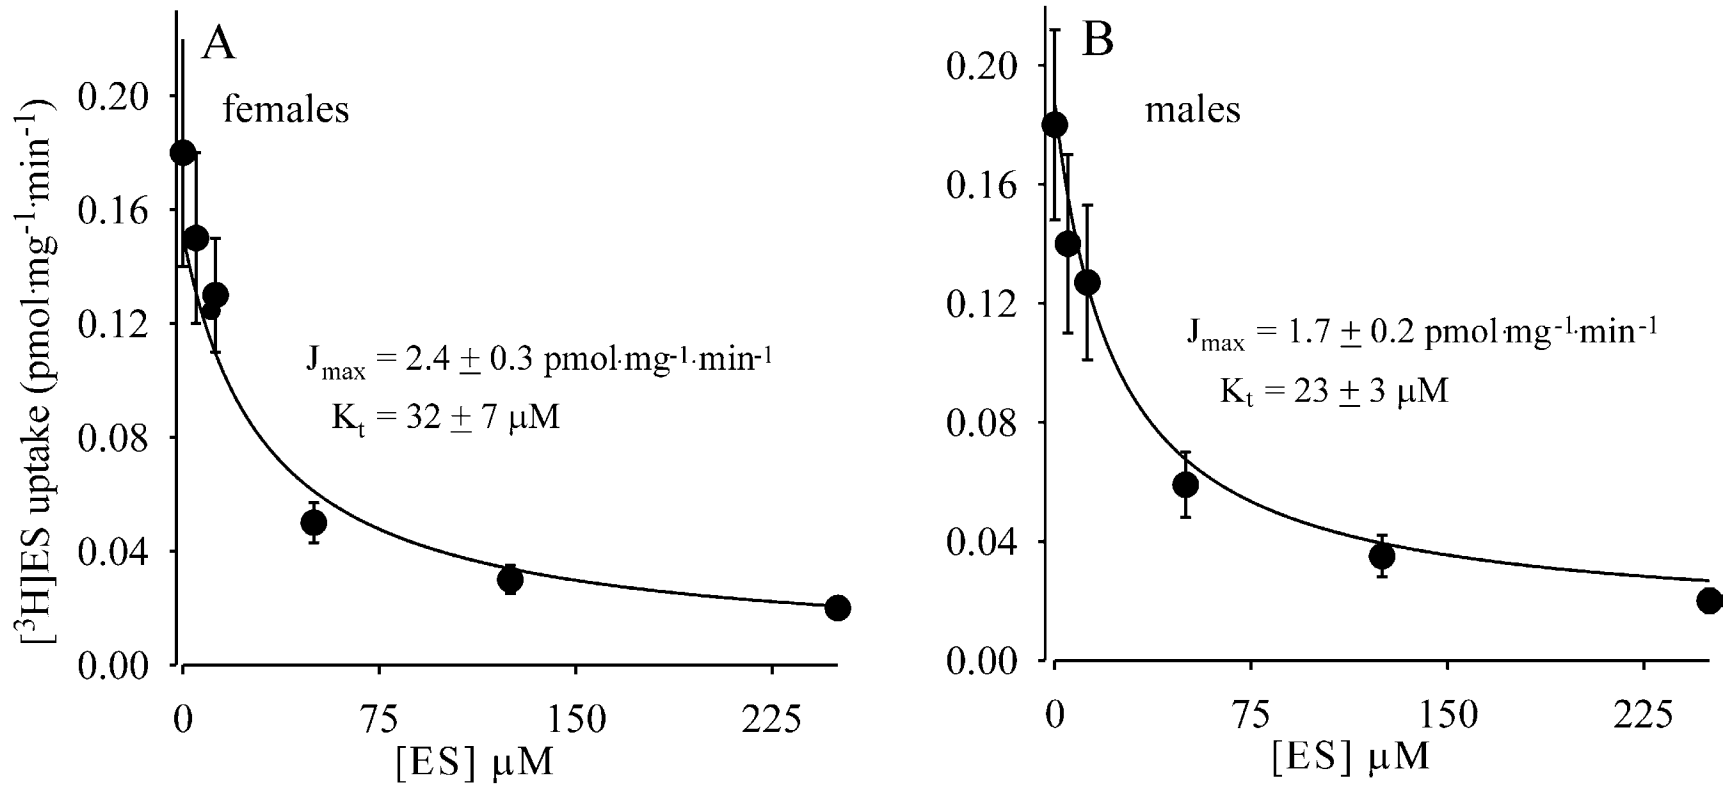 A
females
0.20
0.16
0.12
0.08
0.04
0.00
[³H]ES uptake (pmol·mg⁻¹·min⁻¹)
Jmax = 2.4 ± 0.3 pmol·mg-1·min-1
Kt = 32 ± 7 μM
0 75 150 225
[ES] μM
B
males
0.20
0.16
0.12
0.08
0.04
0.00
Jmax = 1.7 ± 0.2 pmol·mg-1·min-1
Kt = 23 ± 3 μM
0 75 150 225
[ES] μM